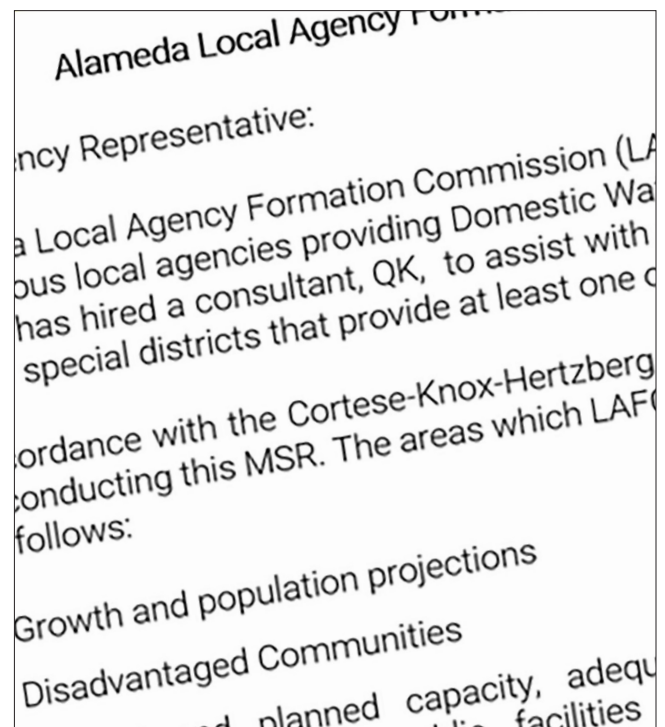 Alameda Local Agency
ncy Representative:
a Local Agency Formation Commission (LA
ous local agencies providing Domestic Wa
has hired a consultant, QK, to assist with
special districts that provide at least one
ordance with the Cortese-Knox-Hertzberg
conducting this MSR. The areas which LAF
follows:
Growth and population projections
Disadvantaged Communities
planned capacity, adequ
facilities